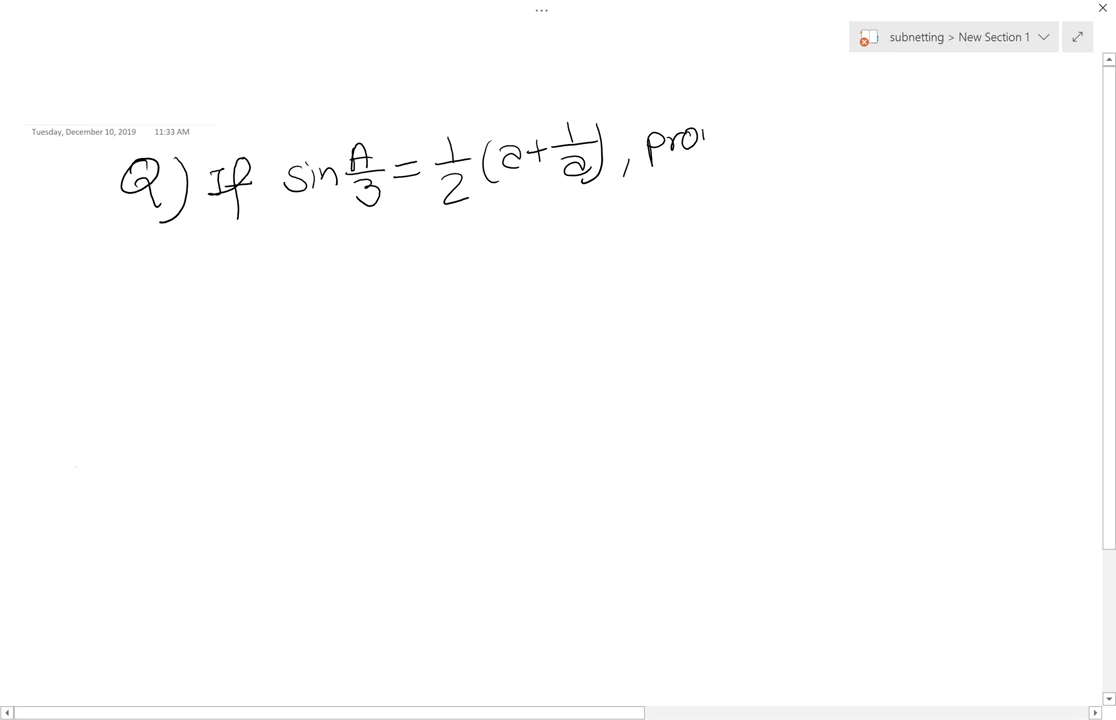 ...
subnetting > New Section 1
Tuesday, December 10, 2019 11:33 AM
Q) If sin A/3 = 1/2 (a + 1/a), pro